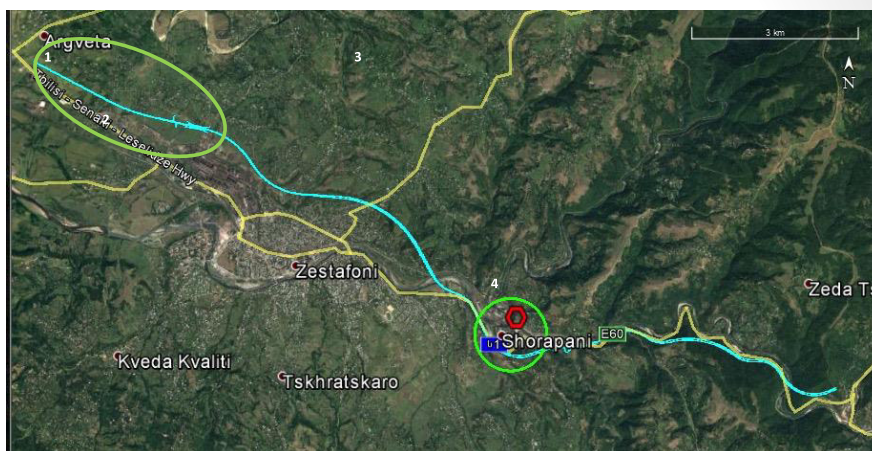 Argveta
1
3
3 km
N
2
Tbilisi - Senaki - Leselidze Hwy
Zestafoni
4
Zeda Ts
Shorapani
E60
Kveda Kvaliti
Tskhratskaro